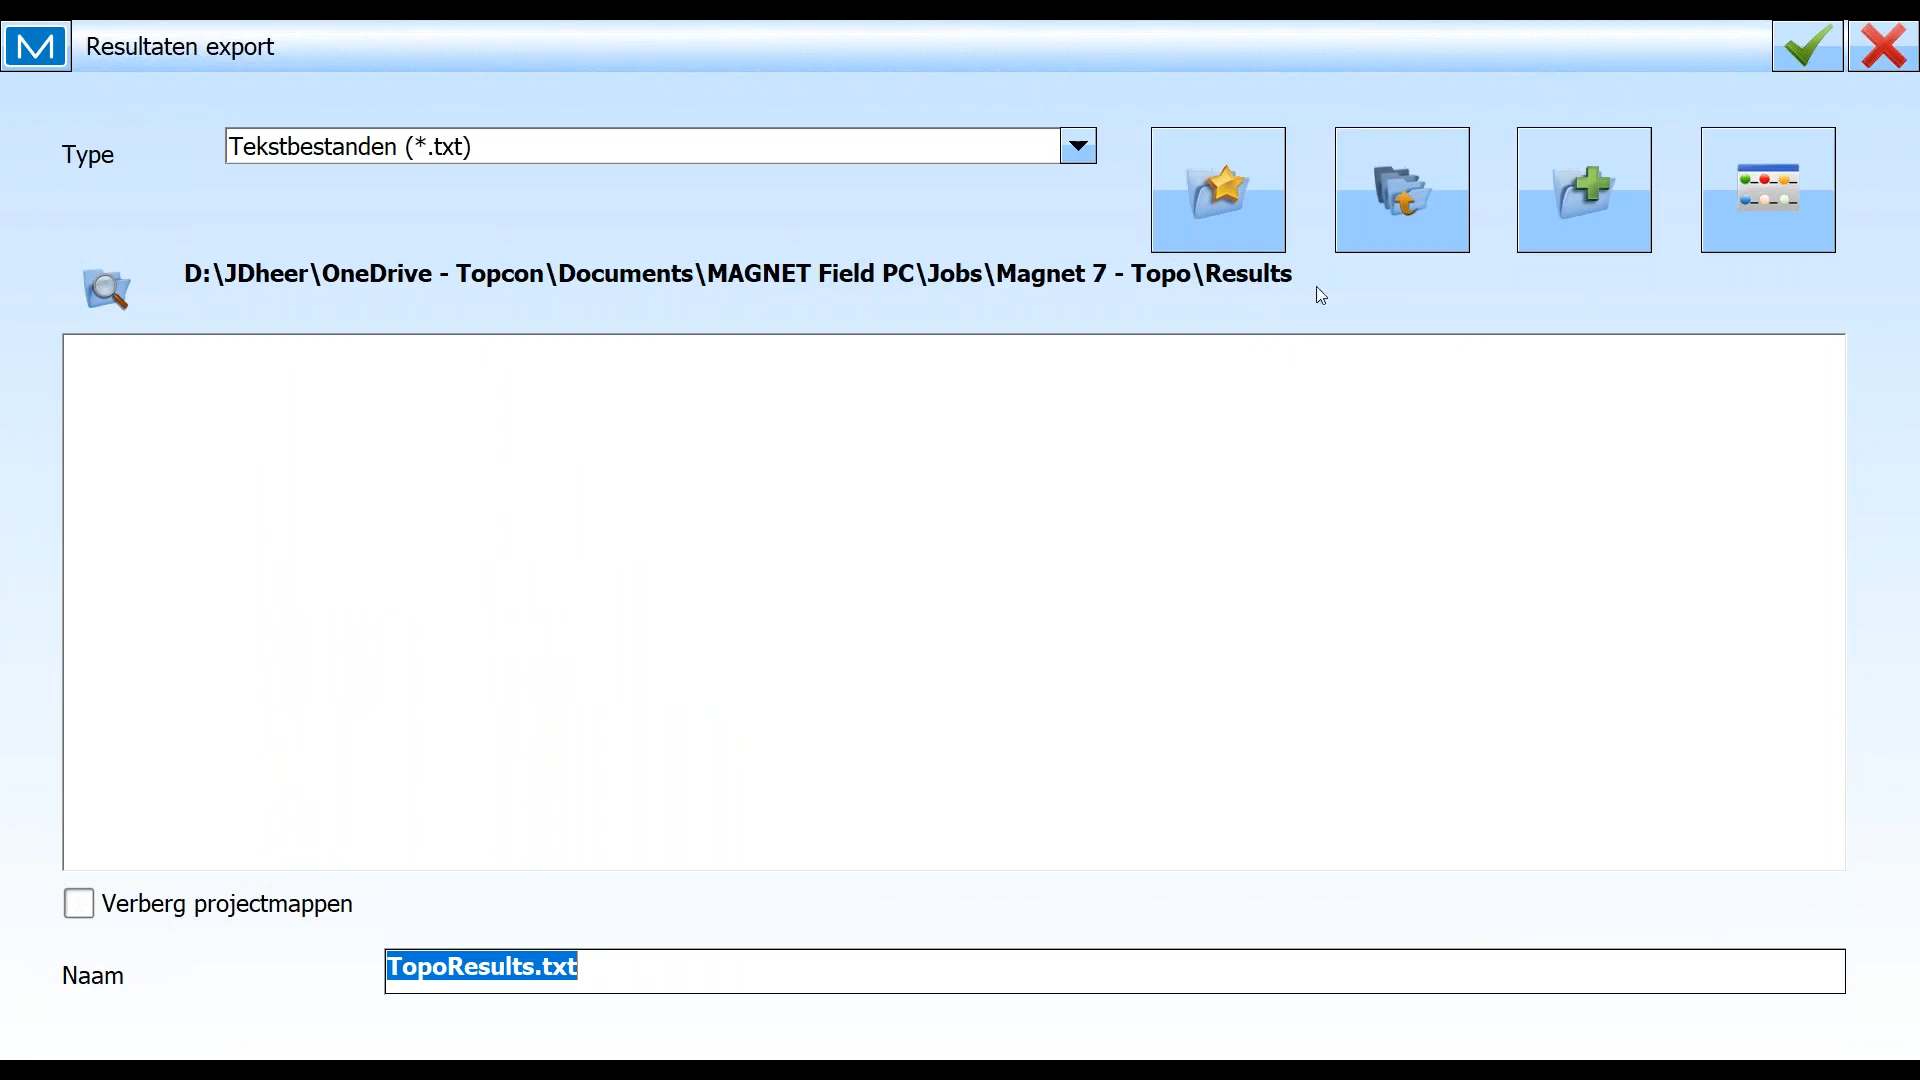 Resultaten export
Type
Tekstbestanden (*.txt)
D:\JDheer\OneDrive - Topcon\Documents\MAGNET Field PC\Jobs\Magnet 7 - Topo\Results
Verberg projectmappen
Naam
TopoResults.txt